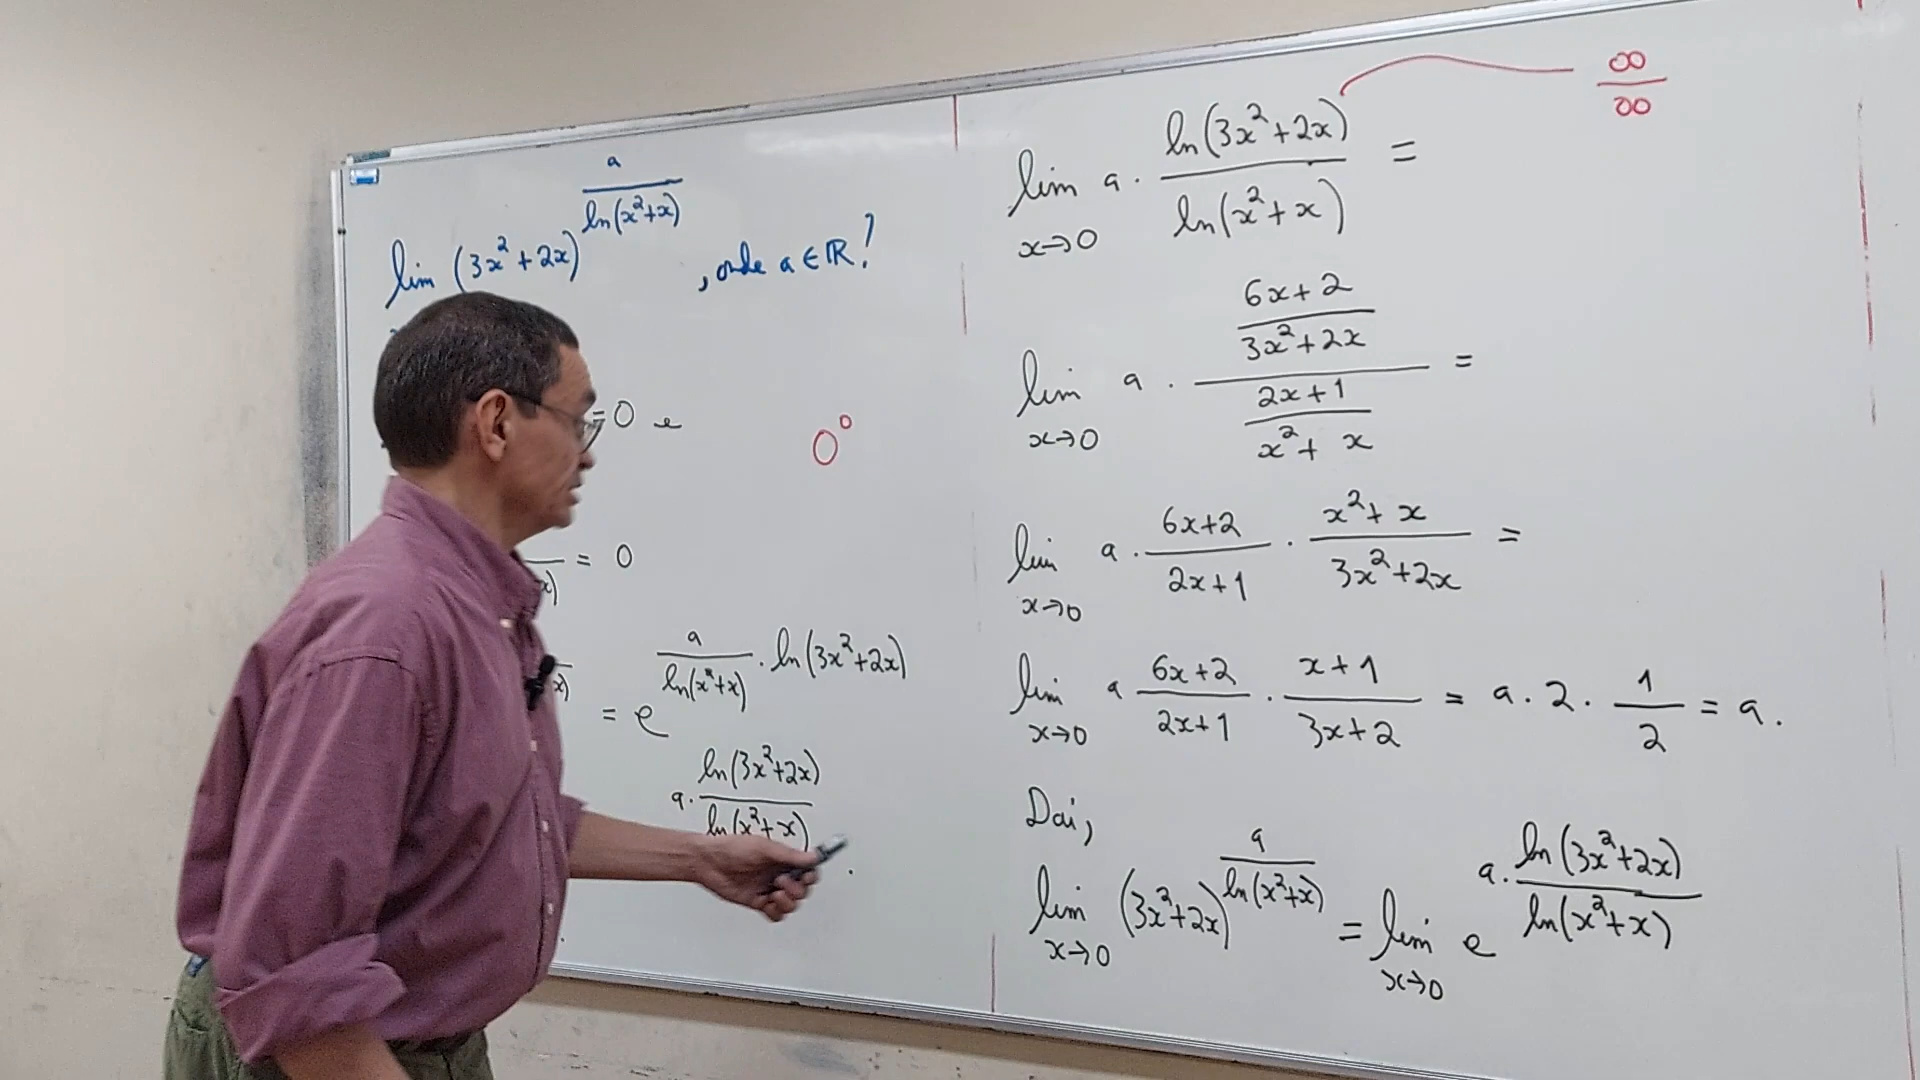 lim (3x²+2x)^(a/ln(x²+x)), onde a ∈ ℝ?
=0 e
0⁰
= 0
= e^(a/ln(x²+x) · ln(3x²+2x))
a · ln(3x²+2x)/ln(x²+x)
lim x→0 a · ln(3x²+2x)/ln(x²+x) =
∞/∞
lim x→0 a · ((6x+2)/(3x²+2x))/((2x+1)/(x²+x)) =
lim x→0 a · (6x+2)/(2x+1) · (x²+x)/(3x²+2x) =
lim x→0 a (6x+2)/(2x+1) · (x+1)/(3x+2) = a · 2 · 1/2 = a.
Daí,
lim x→0 (3x²+2x)^(a/ln(x²+x)) = lim x→0 e^(a · ln(3x²+2x)/ln(x²+x))